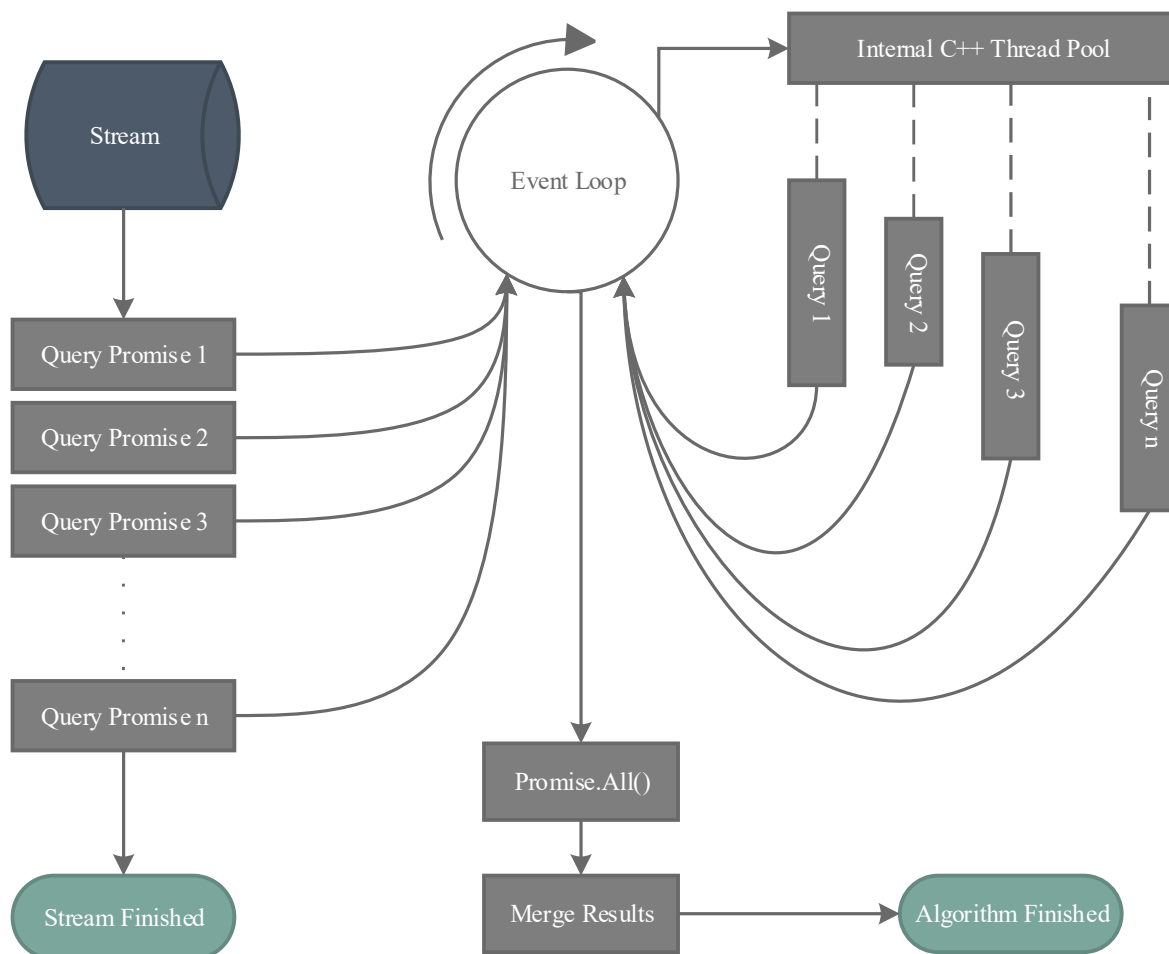 Stream
Event Loop
Internal C++ Thread Pool
Query Promise 1
Query Promise 2
Query Promise 3
Query Promise n
Query 1
Query 2
Query 3
Query n
Promise.All()
Stream Finished
Merge Results
Algorithm Finished